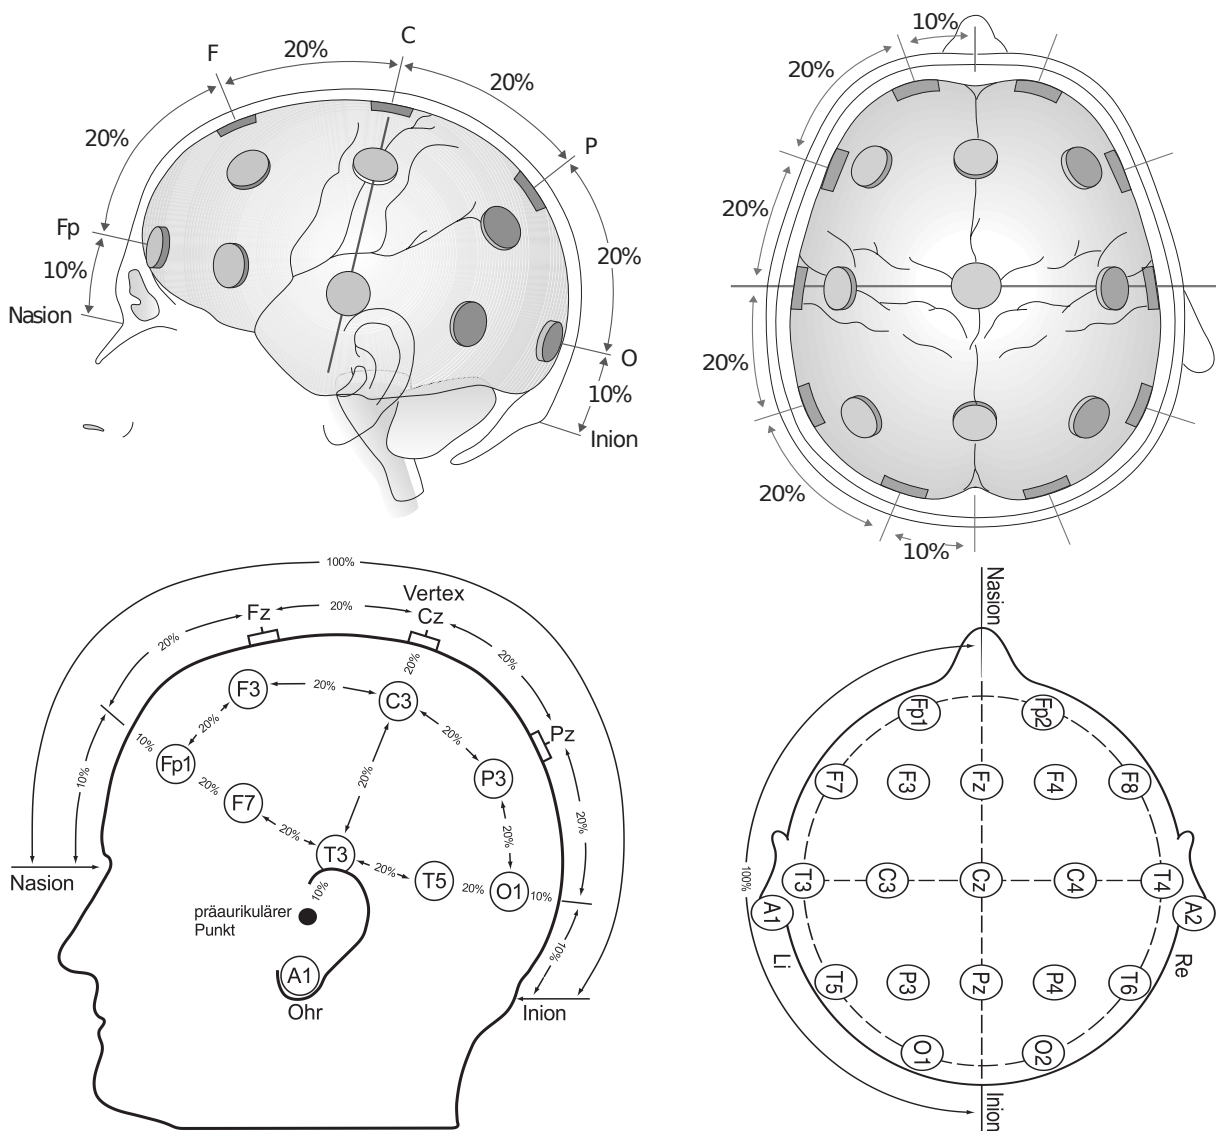 F
20%
C
20%
20%
P
Fp
10%
20%
Nasion
O
10%
Inion
10%
20%
20%
20%
20%
10%
100%
Vertex
Fz
20%
Cz
20%
20%
20%
F3
20%
C3
Pz
10%
20%
20%
10%
Fp1
20%
P3
20%
F7
20%
20%
20%
T3
20%
T5
20%
O1
10%
Nasion
10%
präaurikulärer
Punkt
10%
A1
Ohr
Inion
Nasion
Fp1
Fp2
F7
F3
Fz
F4
F8
100%
T3
C3
Cz
C4
T4
A1
A2
Li
Re
T5
P3
Pz
P4
T6
O1
O2
Inion